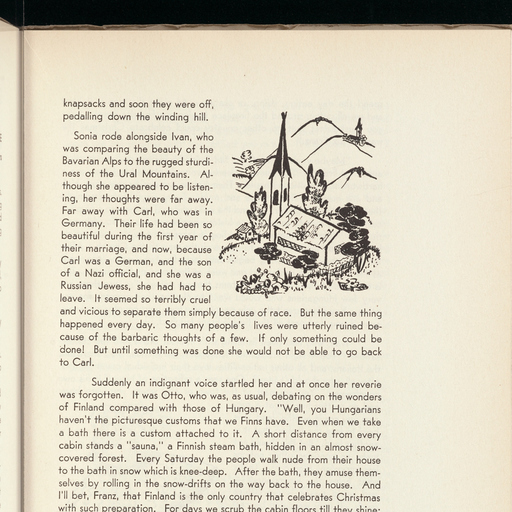 knapsacks and soon they were off,
pedalling down the winding hill.
Sonia rode alongside Ivan, who
was comparing the beauty of the
Bavarian Alps to the rugged sturdi-
ness of the Ural Mountains. Al-
though she appeared to be listen-
ing, her thoughts were far away.
Far away with Carl, who was in
Germany. Their life had been so
beautiful during the first year of
their marriage, and now, because
Carl was a German, and the son
of a Nazi official, and she was a
Russian Jewess, she had had to
leave. It seemed so terribly cruel
and vicious to separate them simply because of race. But the same thing
happened every day. So many people's lives were utterly ruined be-
cause of the barbaric thoughts of a few. If only something could be
done! But until something was done she would not be able to go back
to Carl.
Suddenly an indignant voice startled her and at once her reverie
was forgotten. It was Otto, who was, as usual, debating on the wonders
of Finland compared with those of Hungary. "Well, you Hungarians
haven't the picturesque customs that we Finns have. Even when we take
a bath there is a custom attached to it. A short distance from every
cabin stands a "sauna," a Finnish steam bath, hidden in an almost snow-
covered forest. Every Saturday the people walk nude from their house
to the bath in snow which is knee-deep. After the bath, they amuse them-
selves by rolling in the snow-drifts on the way back to the house. And
I'll bet, Franz, that Finland is the only country that celebrates Christmas
with such preparation. For days we scrub the cabin floors till they shine;